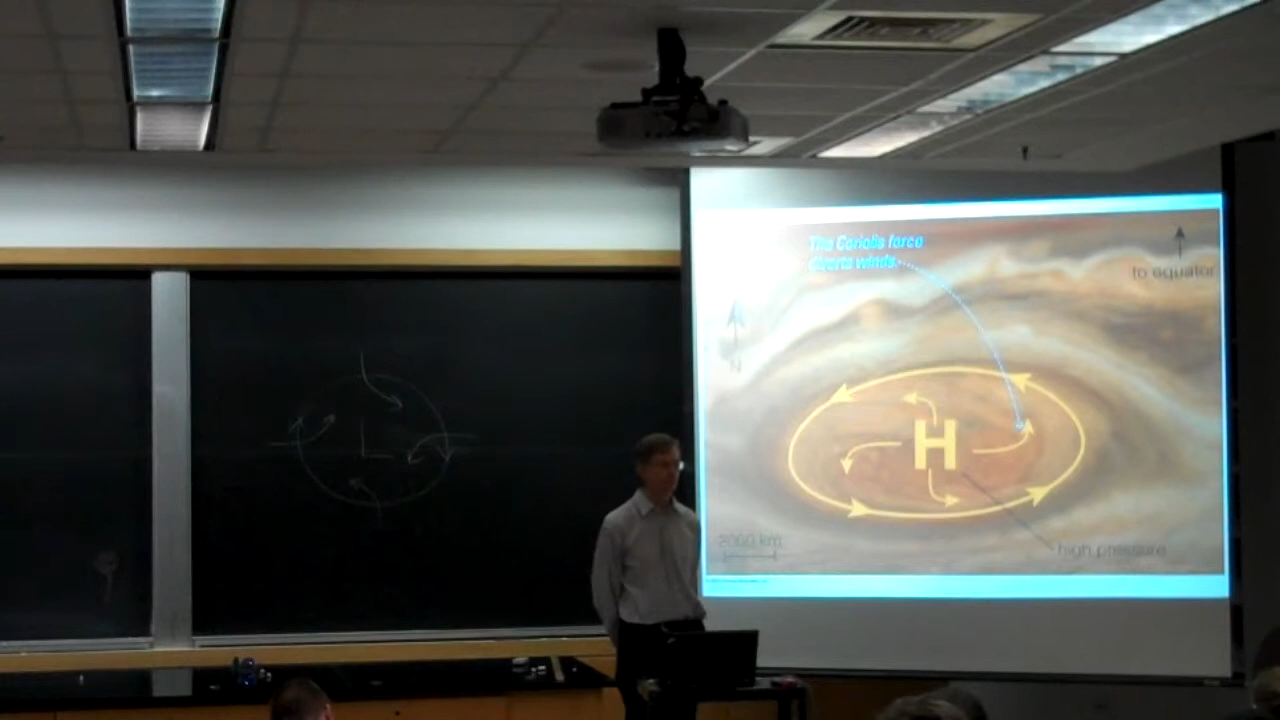 L
The Coriolis force
diverts winds.
to equator
N
H
2000 km
high pressure